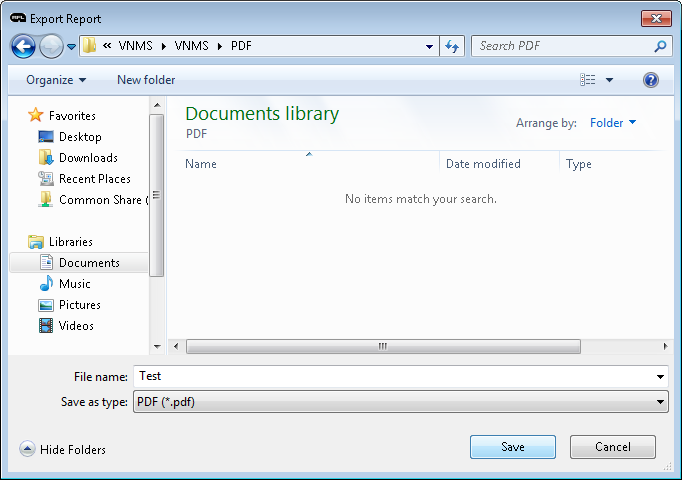 RFL Export Report
« VNMS VNMS PDF Search PDF
Organize New folder
Favorites
Desktop
Downloads
Recent Places
Common Share (
Libraries
Documents
Music
Pictures
Videos
Documents library
PDF
Arrange by: Folder
Name Date modified Type
No items match your search.
File name: Test
Save as type: PDF (*.pdf)
Hide Folders Save Cancel